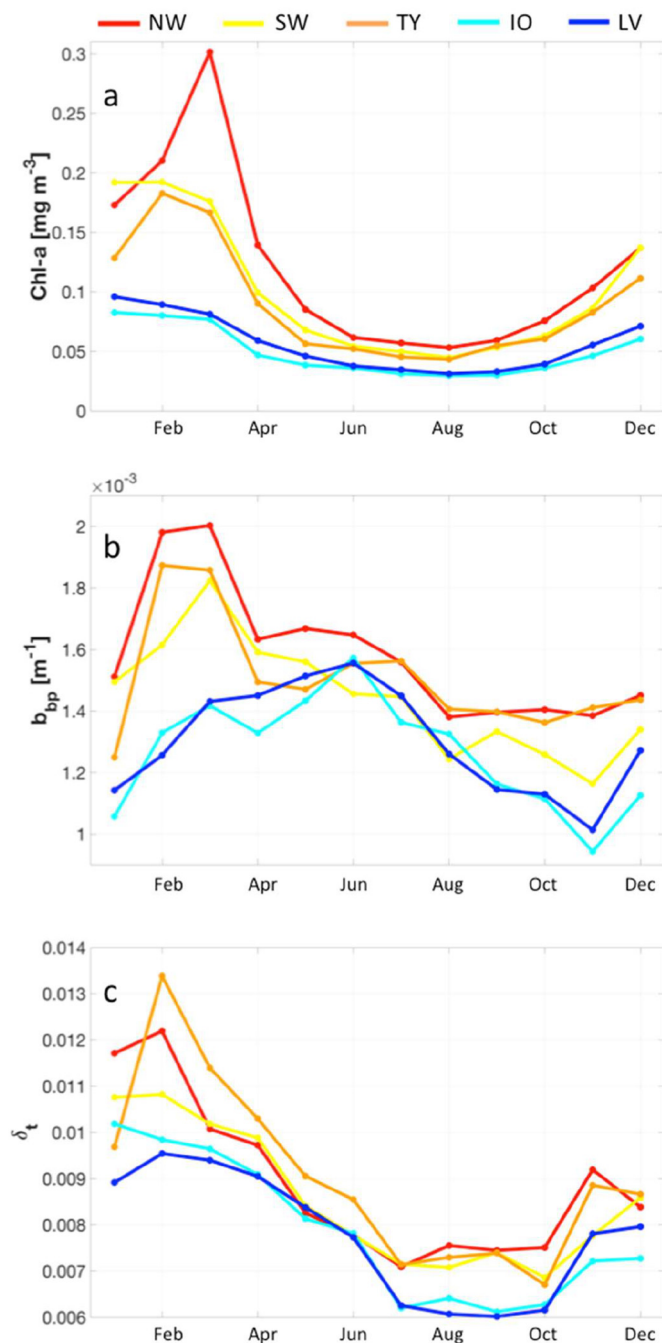 NW SW TY IO LV
a
Chl-a [mg m⁻³]
0.3
0.25
0.2
0.15
0.1
0.05
0
Feb Apr Jun Aug Oct Dec
×10⁻³
b
b_bp [m⁻¹]
2
1.8
1.6
1.4
1.2
1
Feb Apr Jun Aug Oct Dec
c
δ_t
0.014
0.013
0.012
0.011
0.01
0.009
0.008
0.007
0.006
Feb Apr Jun Aug Oct Dec